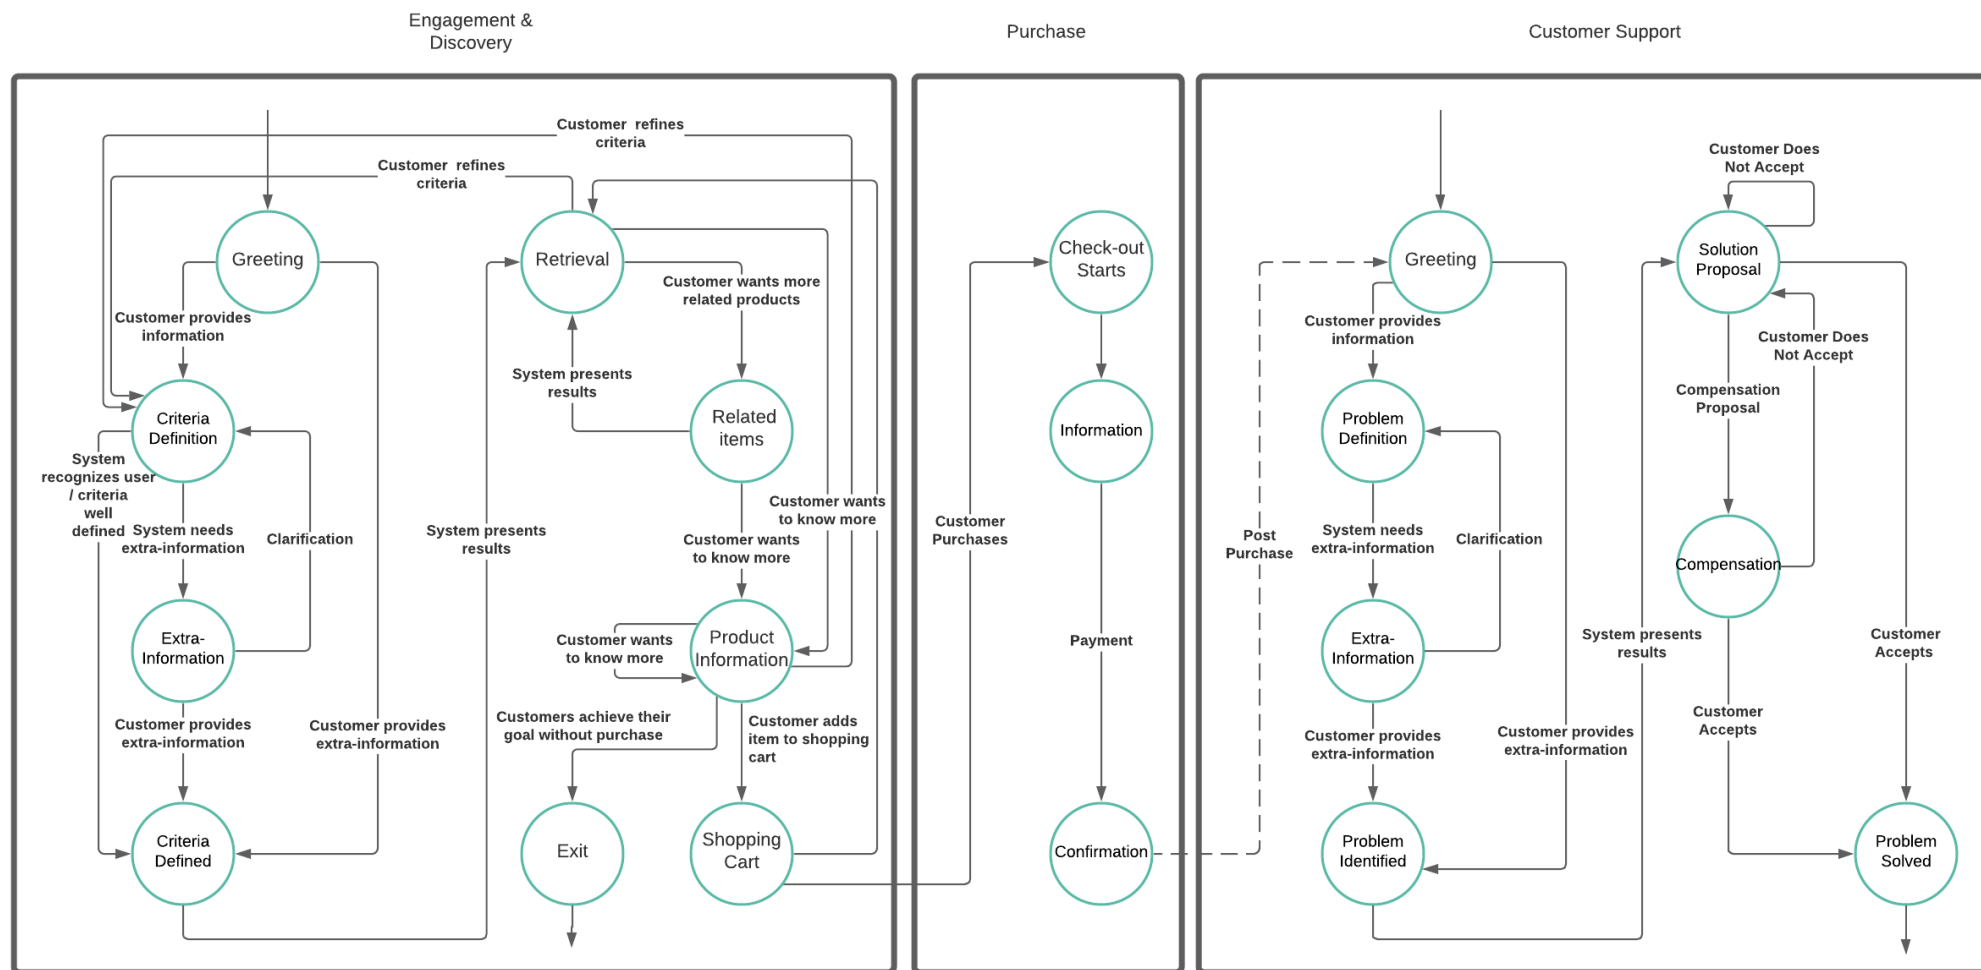 Engagement &
Discovery
Purchase
Customer Support
Customer  refines
criteria
Customer  refines
criteria
Greeting
Retrieval
Customer wants more
related products
Customer provides
information
System presents
results
Criteria
Definition
Related
items
System
recognizes user
/ criteria
well
defined
System needs
extra-information
Clarification
System presents
results
Customer wants
to know more
Customer wants
to know more
Extra-
Information
Customer wants
to know more
Product
Information
Customer provides
extra-information
Customer provides
extra-information
Customers achieve their
goal without purchase
Customer adds
item to shopping
cart
Criteria
Defined
Exit
Shopping
Cart
Customer
Purchases
Check-out
Starts
Information
Payment
Confirmation
Post
Purchase
Greeting
Customer provides
information
Problem
Definition
System needs
extra-information
Clarification
Extra-
Information
Customer provides
extra-information
Customer provides
extra-information
Problem
Identified
System presents
results
Customer Does
Not Accept
Solution
Proposal
Customer Does
Not Accept
Compensation
Proposal
Compensation
Customer
Accepts
Customer
Accepts
Problem
Solved